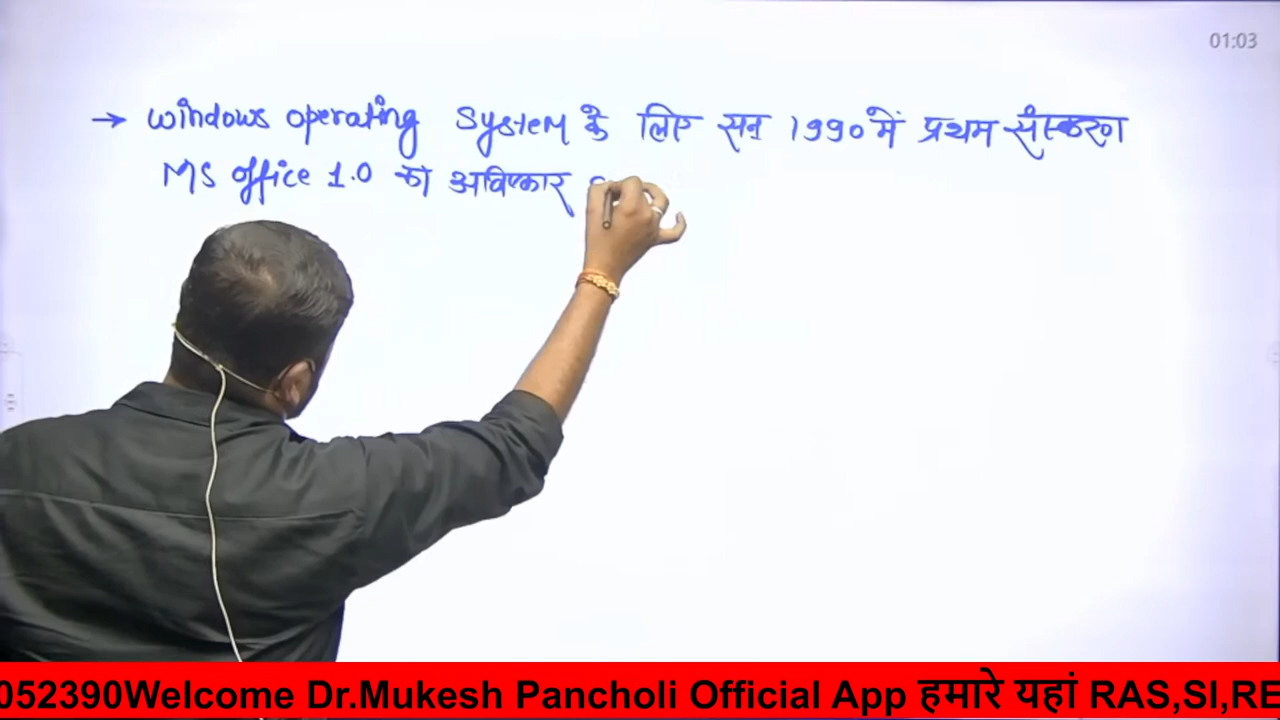 01:03
→ Windows operating System के लिए सन 1990 में प्रथम संस्करण
MS office 1.0 का अविष्कार
052390Welcome Dr.Mukesh Pancholi Official App हमारे यहां RAS,SI,RE